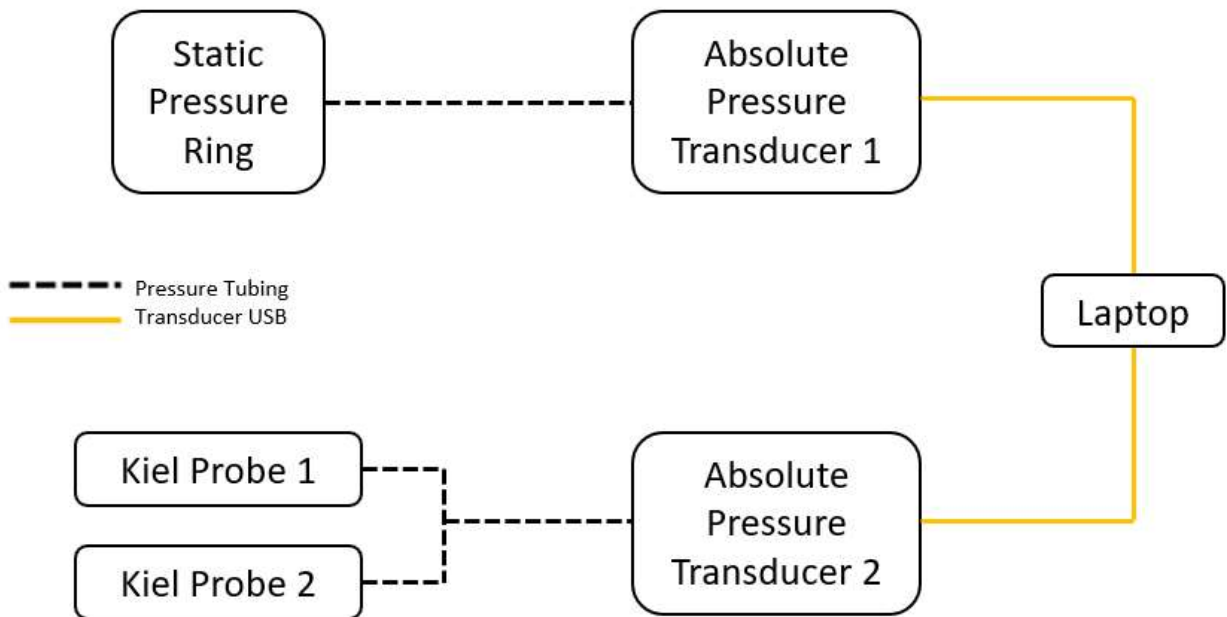 Static
Pressure
Ring
Absolute
Pressure
Transducer 1
Pressure Tubing
Transducer USB
Laptop
Kiel Probe 1
Kiel Probe 2
Absolute
Pressure
Transducer 2